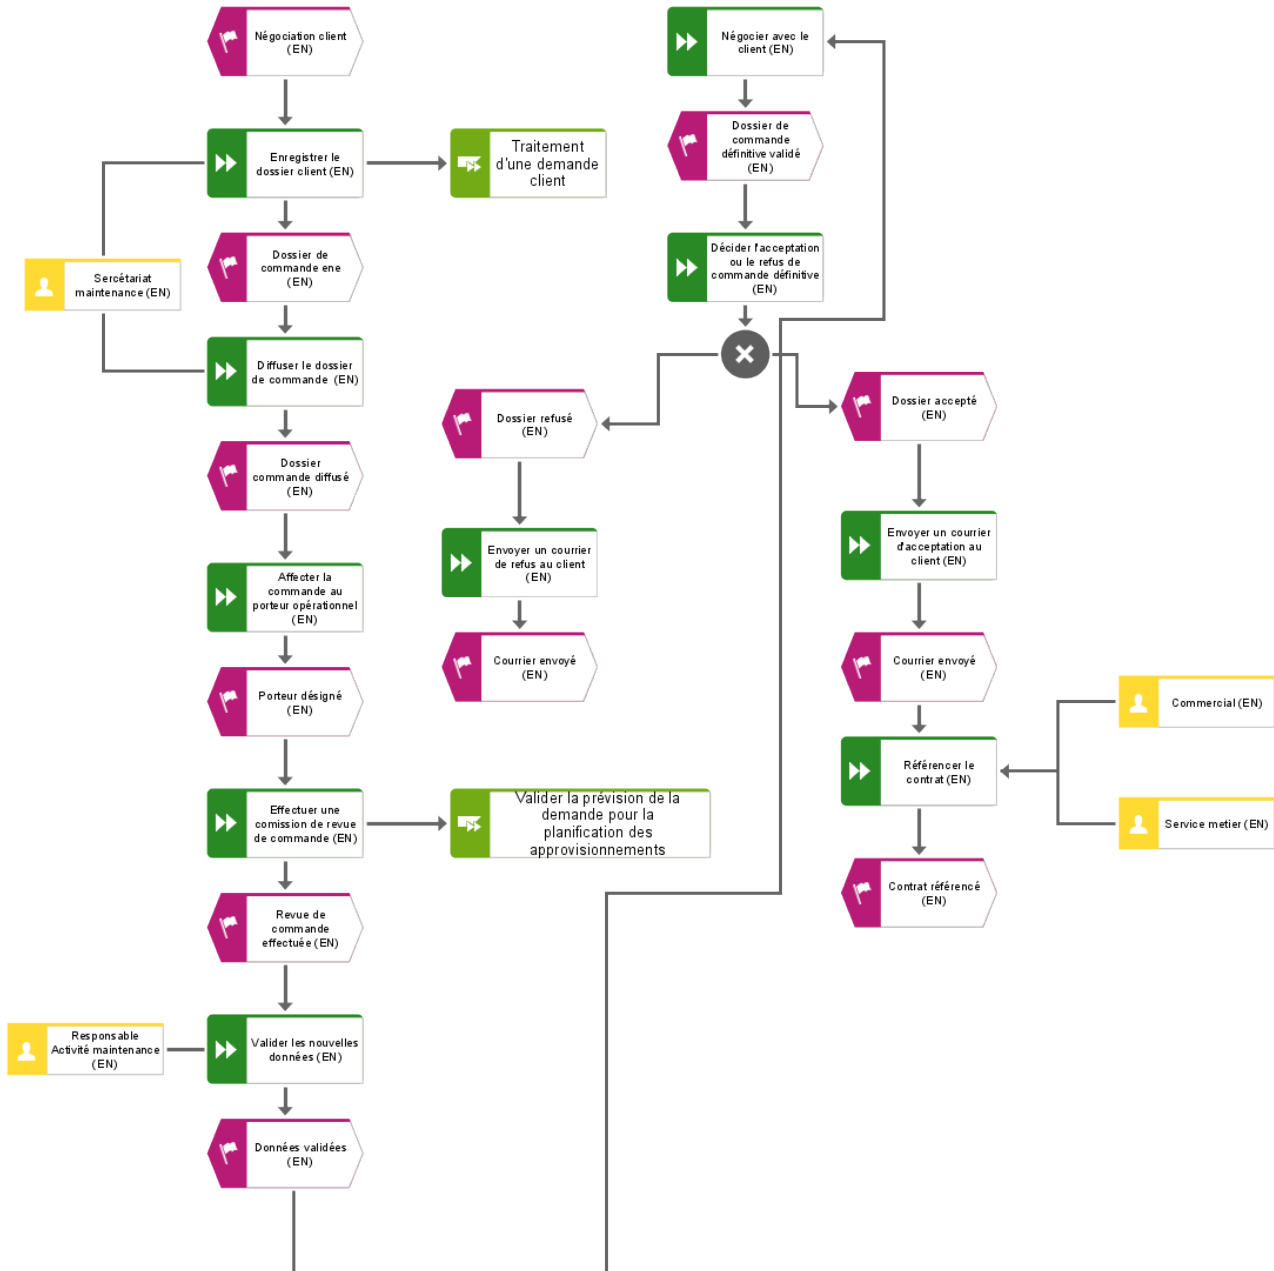 Négociation client
(EN)
Enregistrer le
dossier client (EN)
Traitement
d'une demande
client
Dossier de
commande ene
(EN)
Sercétariat
maintenance (EN)
Diffuser le dossier
de commande (EN)
Dossier
commande diffusé
(EN)
Affecter la
commande au
porteur opérationnel
(EN)
Porteur désigné
(EN)
Effectuer une
comission de revue
de commande (EN)
Valider la prévision de la
demande pour la
planification des
approvisionnements
Revue de
commande
effectuée (EN)
Responsable
Activité maintenance
(EN)
Valider les nouvelles
données (EN)
Données validées
(EN)
Négocier avec le
client (EN)
Dossier de
commande
définitive validé
(EN)
Décider l'acceptation
ou le refus de
commande définitive
(EN)
Dossier refusé
(EN)
Envoyer un courrier
de refus au client
(EN)
Courrier envoyé
(EN)
Dossier accepté
(EN)
Envoyer un courrier
d'acceptation au
client (EN)
Courrier envoyé
(EN)
Référencer le
contrat (EN)
Commercial (EN)
Service metier (EN)
Contrat référencé
(EN)